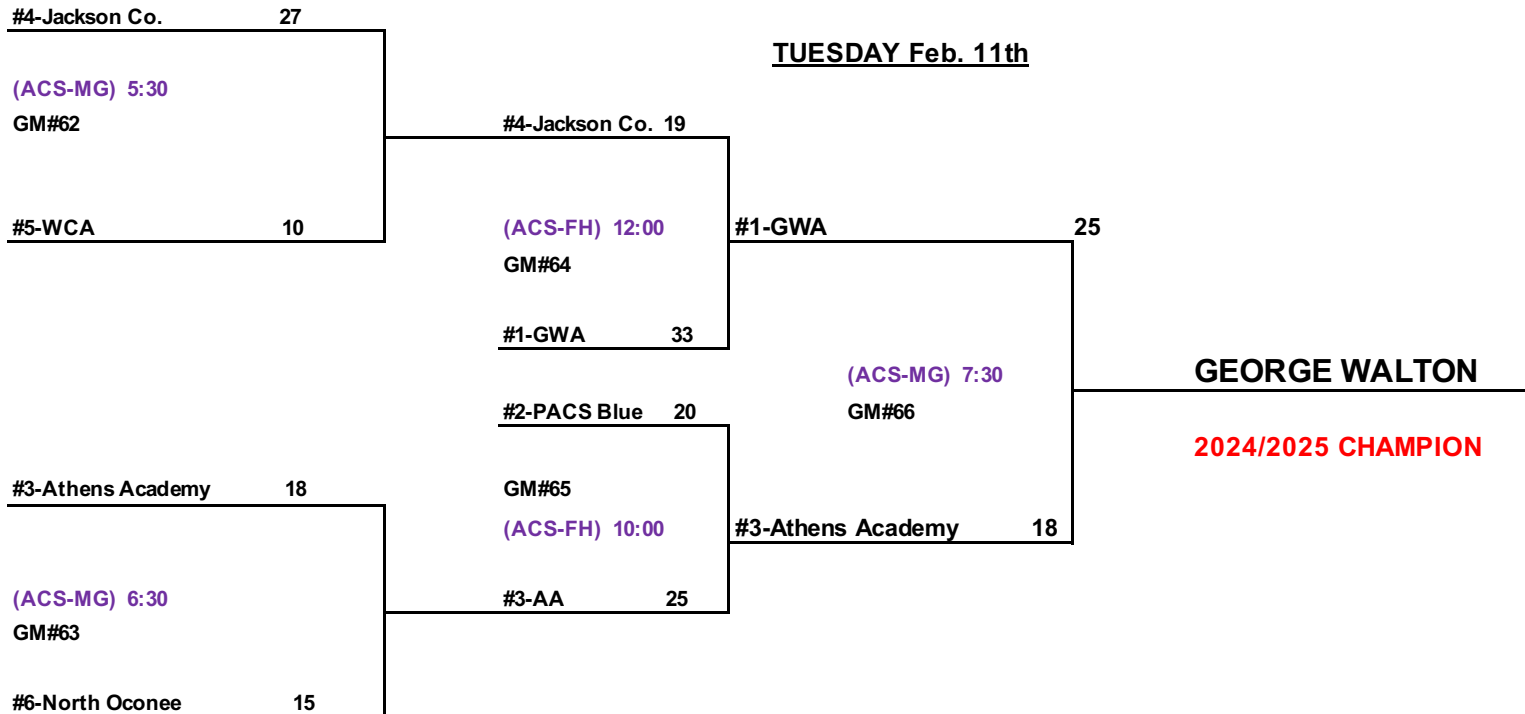 #4-Jackson Co. 27
TUESDAY Feb. 11th
(ACS-MG) 5:30
GM#62
#4-Jackson Co. 19
#5-WCA 10
(ACS-FH) 12:00
#1-GWA 25
GM#64
#1-GWA 33
(ACS-MG) 7:30
GEORGE WALTON
#2-PACS Blue 20
GM#66
2024/2025 CHAMPION
#3-Athens Academy 18
GM#65
(ACS-FH) 10:00
#3-Athens Academy 18
(ACS-MG) 6:30
#3-AA 25
GM#63
#6-North Oconee 15